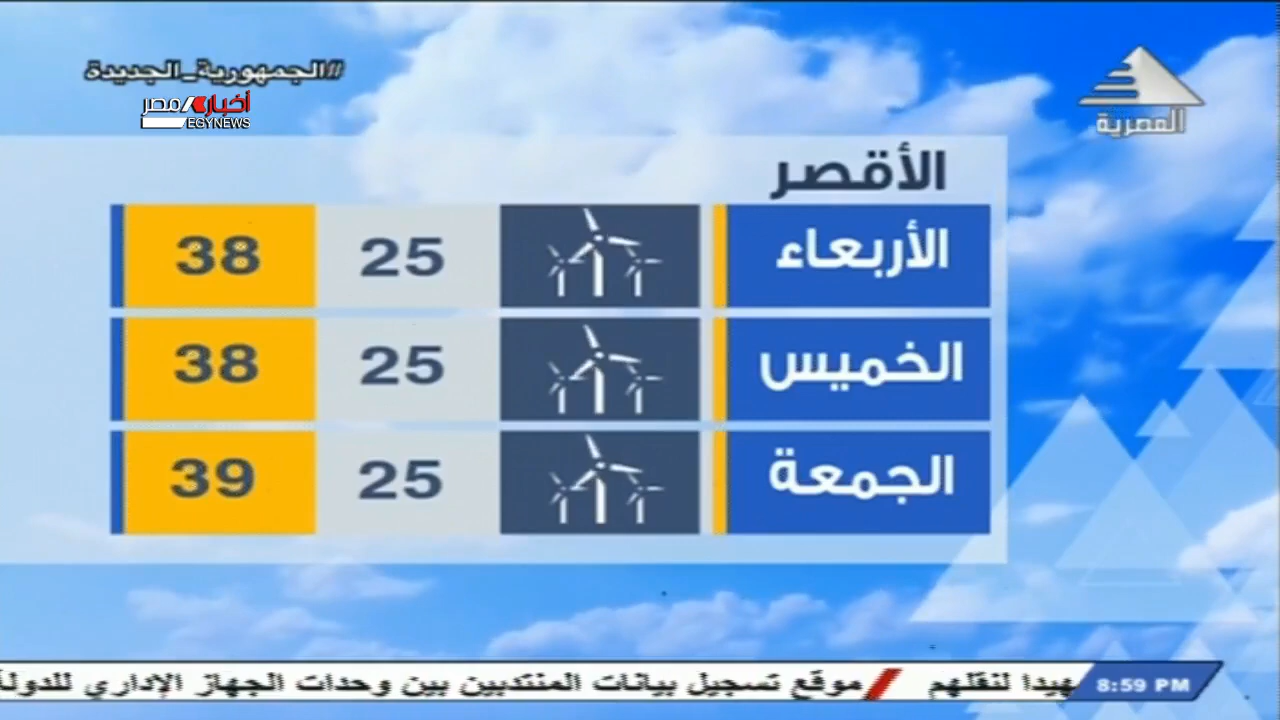 #الجمهورية_الجديدة
أخبار مصر
EGYNEWS
المصرية
الأقصر
الأربعاء 25 38
الخميس 25 38
الجمعة 25 39
8:59 PM
لنقلهم / موقع تسجيل بيانات المنتدبين بين وحدات الجهاز الإداري للدولة